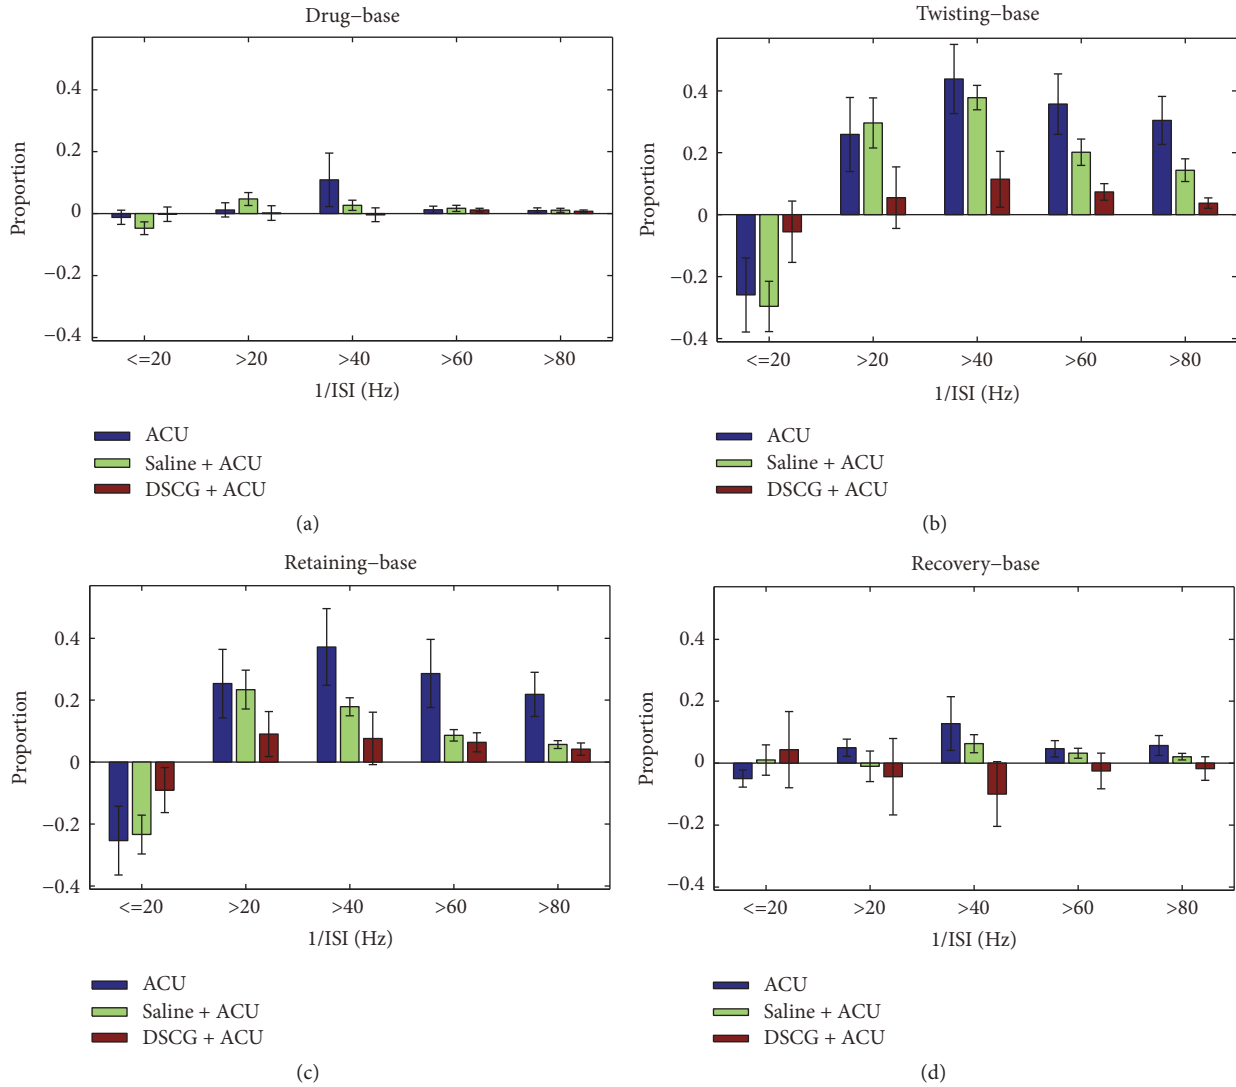 Drug–base
Proportion
0.4
0.2
0
−0.2
−0.4
<=20 >20 >40 >60 >80
1/ISI (Hz)
ACU
Saline + ACU
DSCG + ACU
(a)
Twisting–base
Proportion
0.4
0.2
0
−0.2
−0.4
<=20 >20 >40 >60 >80
1/ISI (Hz)
ACU
Saline + ACU
DSCG + ACU
(b)
Retaining–base
Proportion
0.4
0.2
0
−0.2
−0.4
<=20 >20 >40 >60 >80
1/ISI (Hz)
ACU
Saline + ACU
DSCG + ACU
(c)
Recovery–base
Proportion
0.4
0.2
0
−0.2
−0.4
<=20 >20 >40 >60 >80
1/ISI (Hz)
ACU
Saline + ACU
DSCG + ACU
(d)